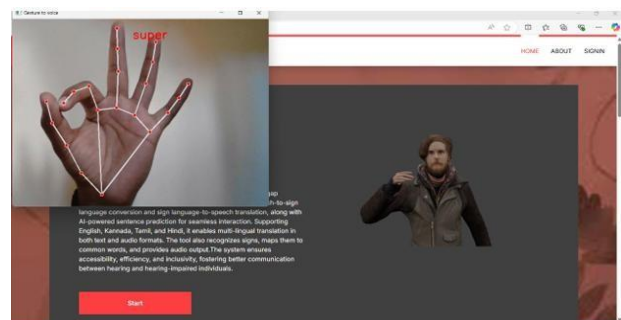 Gesture to voice
super
HOME ABOUT SIGNIN
gap
h-to-sign
language conversion and sign language-to-speech translation, along with
AI-powered sentence prediction for seamless interaction. Supporting
English, Kannada, Tamil, and Hindi, it enables multi-lingual translation in
both text and audio formats. The tool also recognizes signs, maps them to
common words, and provides audio output.The system ensures
accessibility, efficiency, and inclusivity, fostering better communication
between hearing and hearing-impaired individuals.
Start